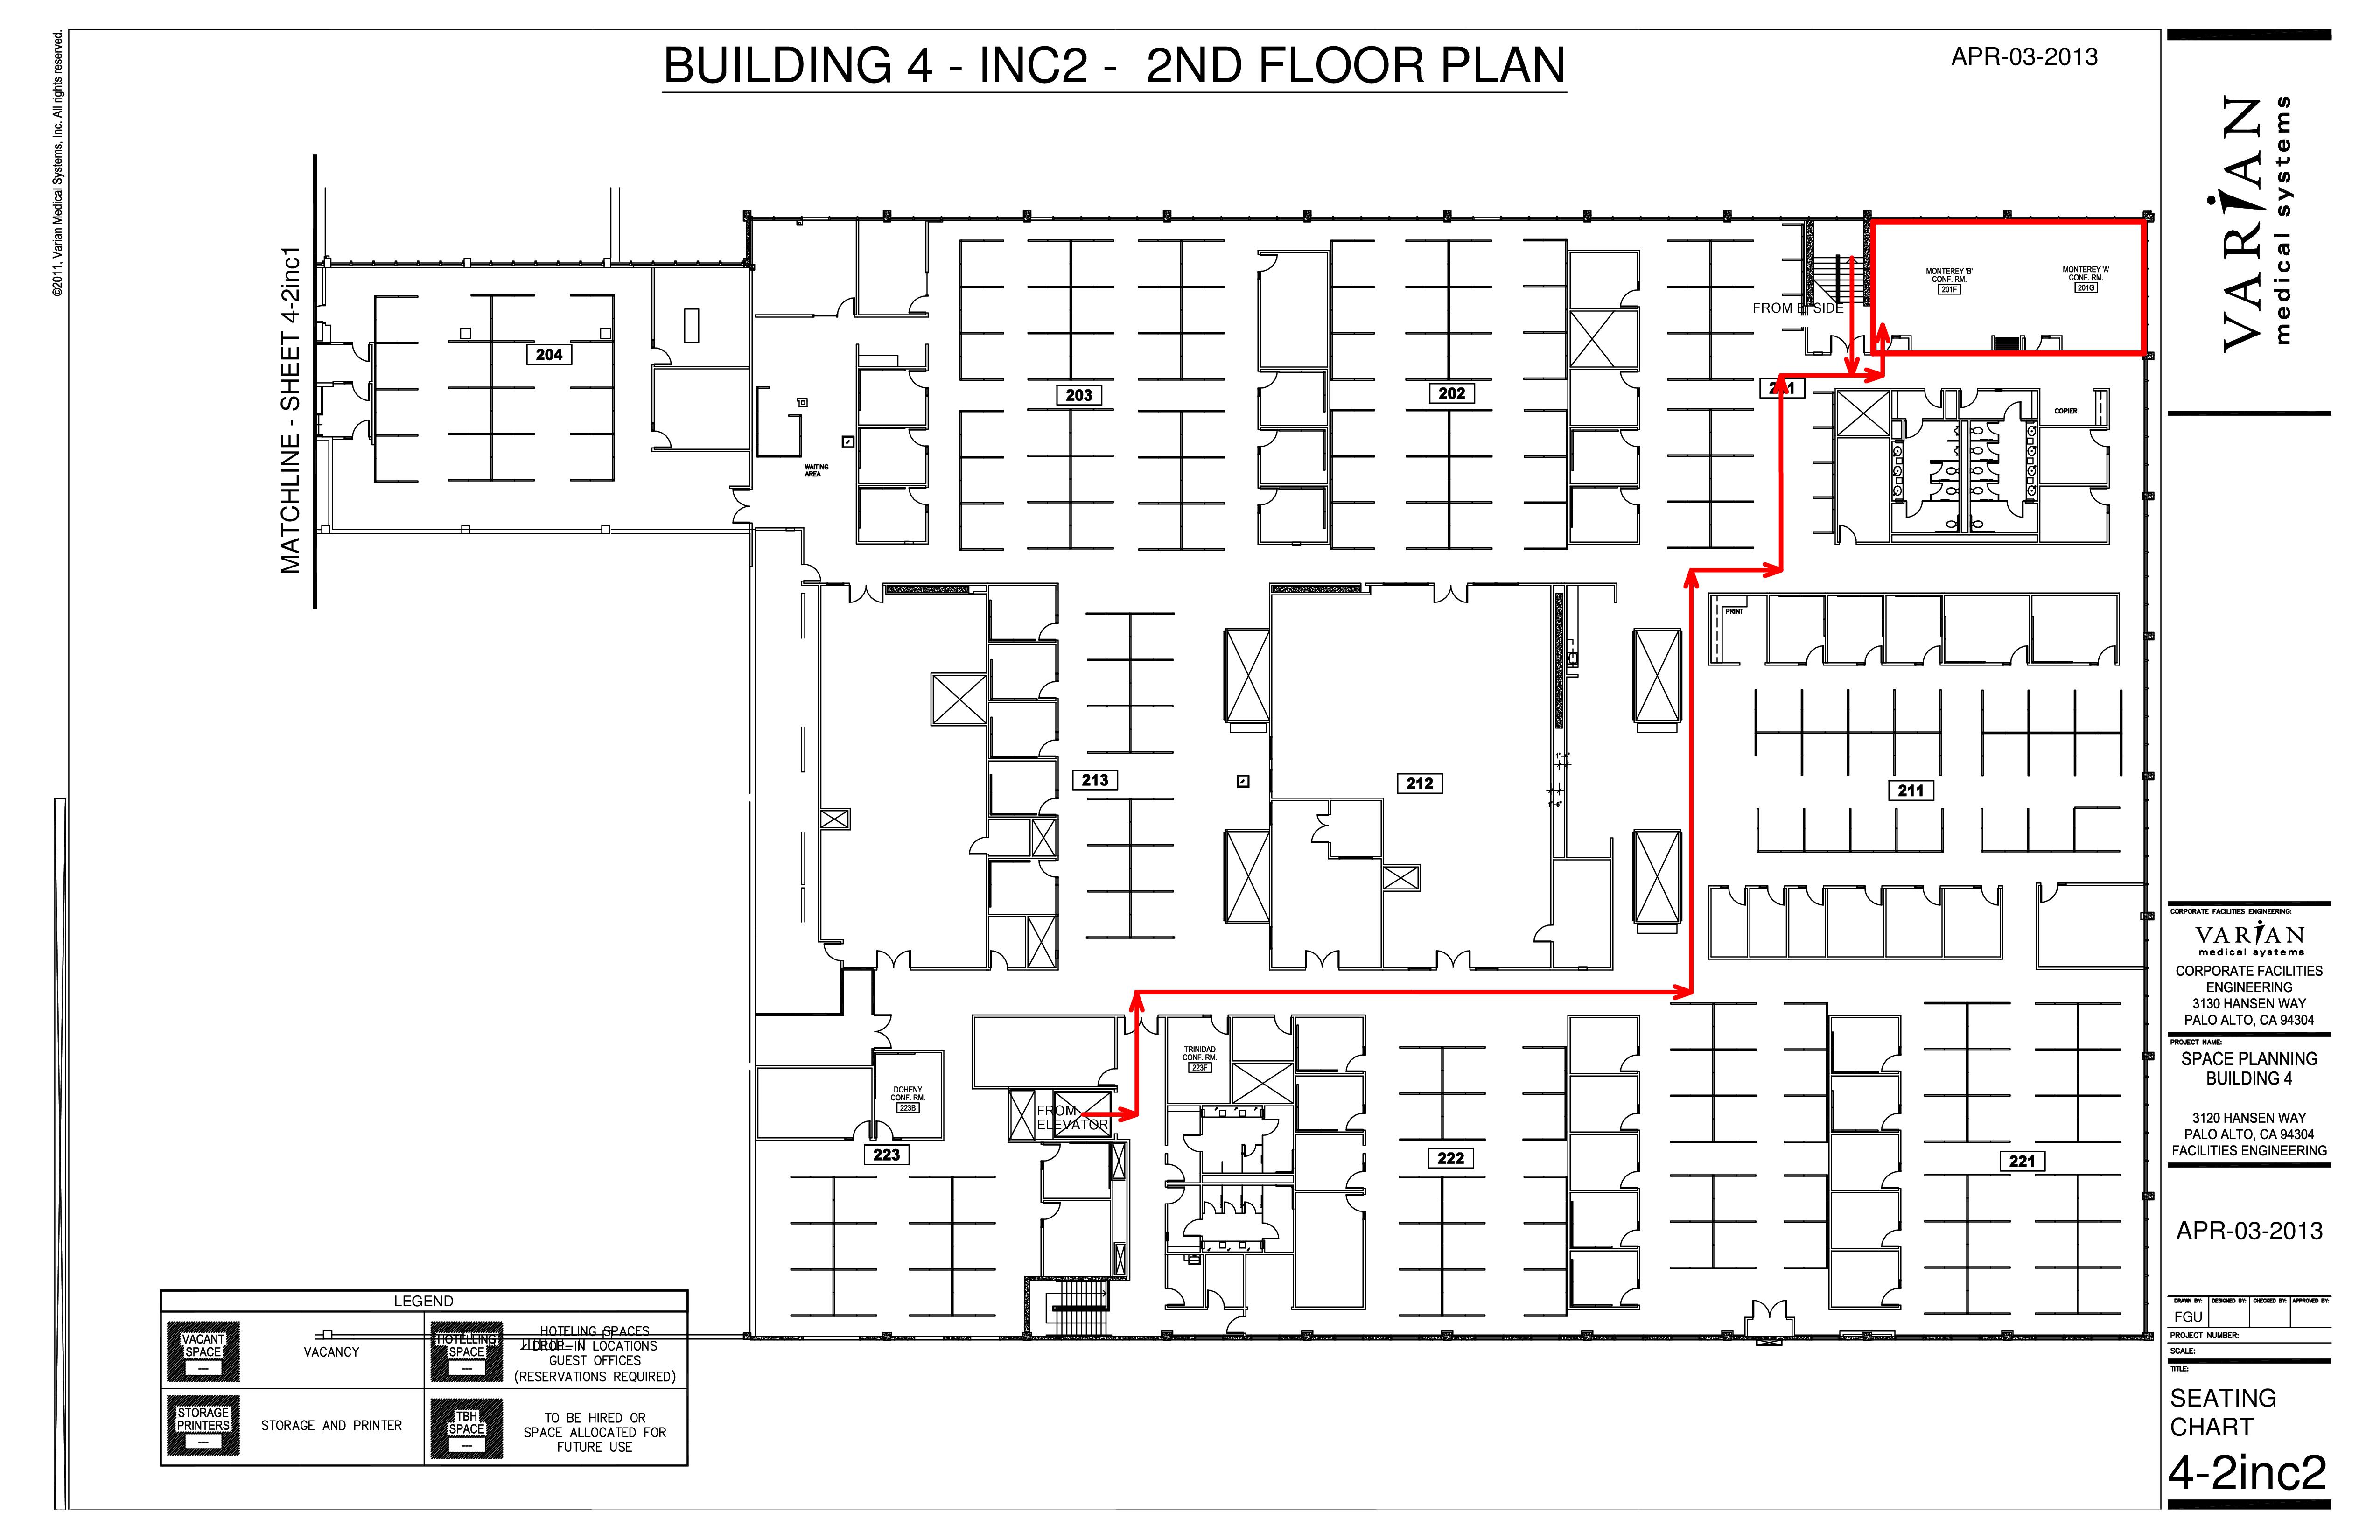 BUILDING 4 - INC2 -  2ND FLOOR PLAN
APR-03-2013
©2011, Varian Medical Systems, Inc. All rights reserved.
MATCHLINE - SHEET 4-2inc1
VARIAN
medical systems
204
203
202
WAITING
AREA
FROM
SIDE
MONTEREY 'B'
CONF. RM.
201F
MONTEREY 'A'
CONF. RM.
201G
COPIER
PRINT
213
212
211
TRINIDAD
CONF. RM.
223F
DOHENY
CONF. RM.
223B
FROM
ELEVATOR
223
222
221
LEGEND
VACANT
SPACE
---
VACANCY
HOTELLING
SPACE
---
HOTELING SPACES
DROP-IN LOCATIONS
GUEST OFFICES
(RESERVATIONS REQUIRED)
STORAGE
PRINTERS
---
STORAGE AND PRINTER
TBH
SPACE
---
TO BE HIRED OR
SPACE ALLOCATED FOR
FUTURE USE
CORPORATE FACILITIES ENGINEERING:
VARIAN
medical systems
CORPORATE FACILITIES
ENGINEERING
3130 HANSEN WAY
PALO ALTO, CA 94304
PROJECT NAME:
SPACE PLANNING
BUILDING 4
3120 HANSEN WAY
PALO ALTO, CA 94304
FACILITIES ENGINEERING
APR-03-2013
DRAWN BY:
DESIGNED BY:
CHECKED BY:
APPROVED BY:
FGU
PROJECT NUMBER:
SCALE:
TITLE:
SEATING
CHART
4-2inc2